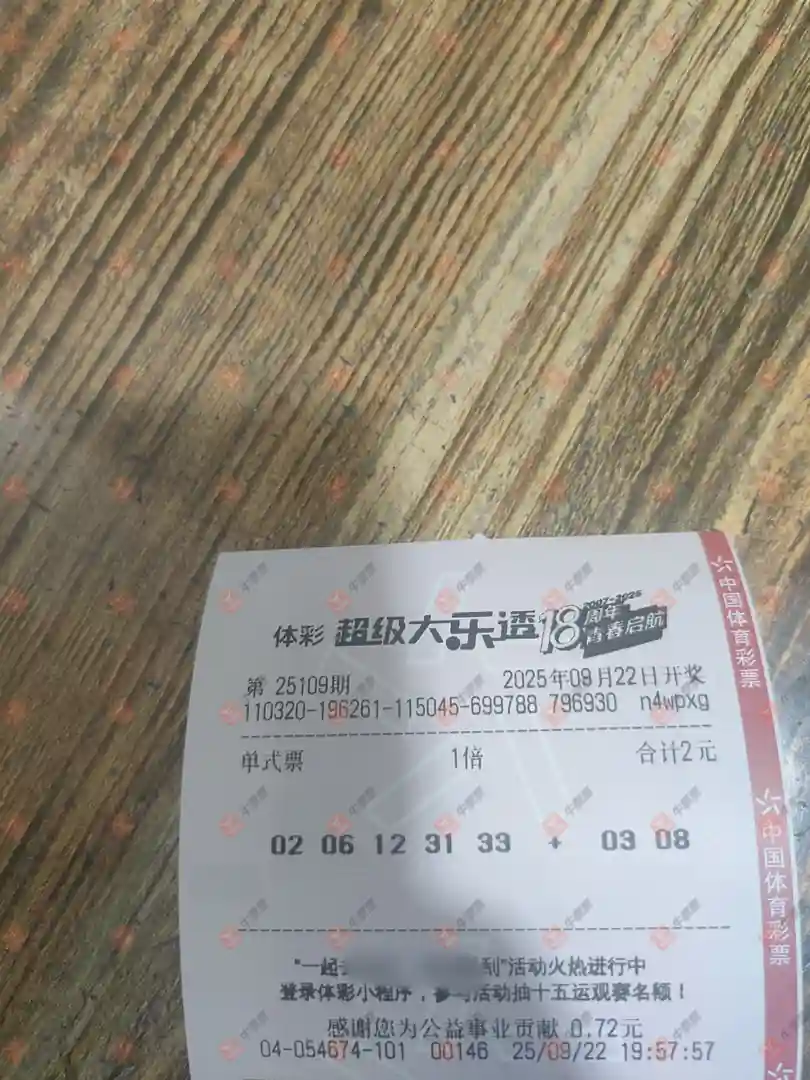 体彩 超级大乐透 18周年 青春启航
2007-2025
第 25109期 2025年09月22日开奖
110320-196261-115045-699788 796930 n4wpxg
单式票 1倍 合计2元
02 06 12 31 33 + 03 08
"一起 刮"活动火热进行中
登录体彩小程序，参与活动抽十五运观赛名额！
感谢您为公益事业贡献 0.72元
04-054674-101 00146 25/09/22 19:57:57
中国体育彩票
中国体育彩票